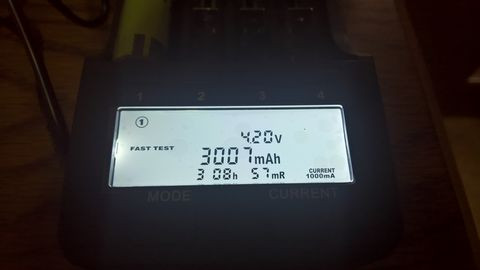 1 2 3 4
1
4.20v
FAST TEST
3007mAh
3 08h 57mR
CURRENT
1000mA
MODE CURRENT